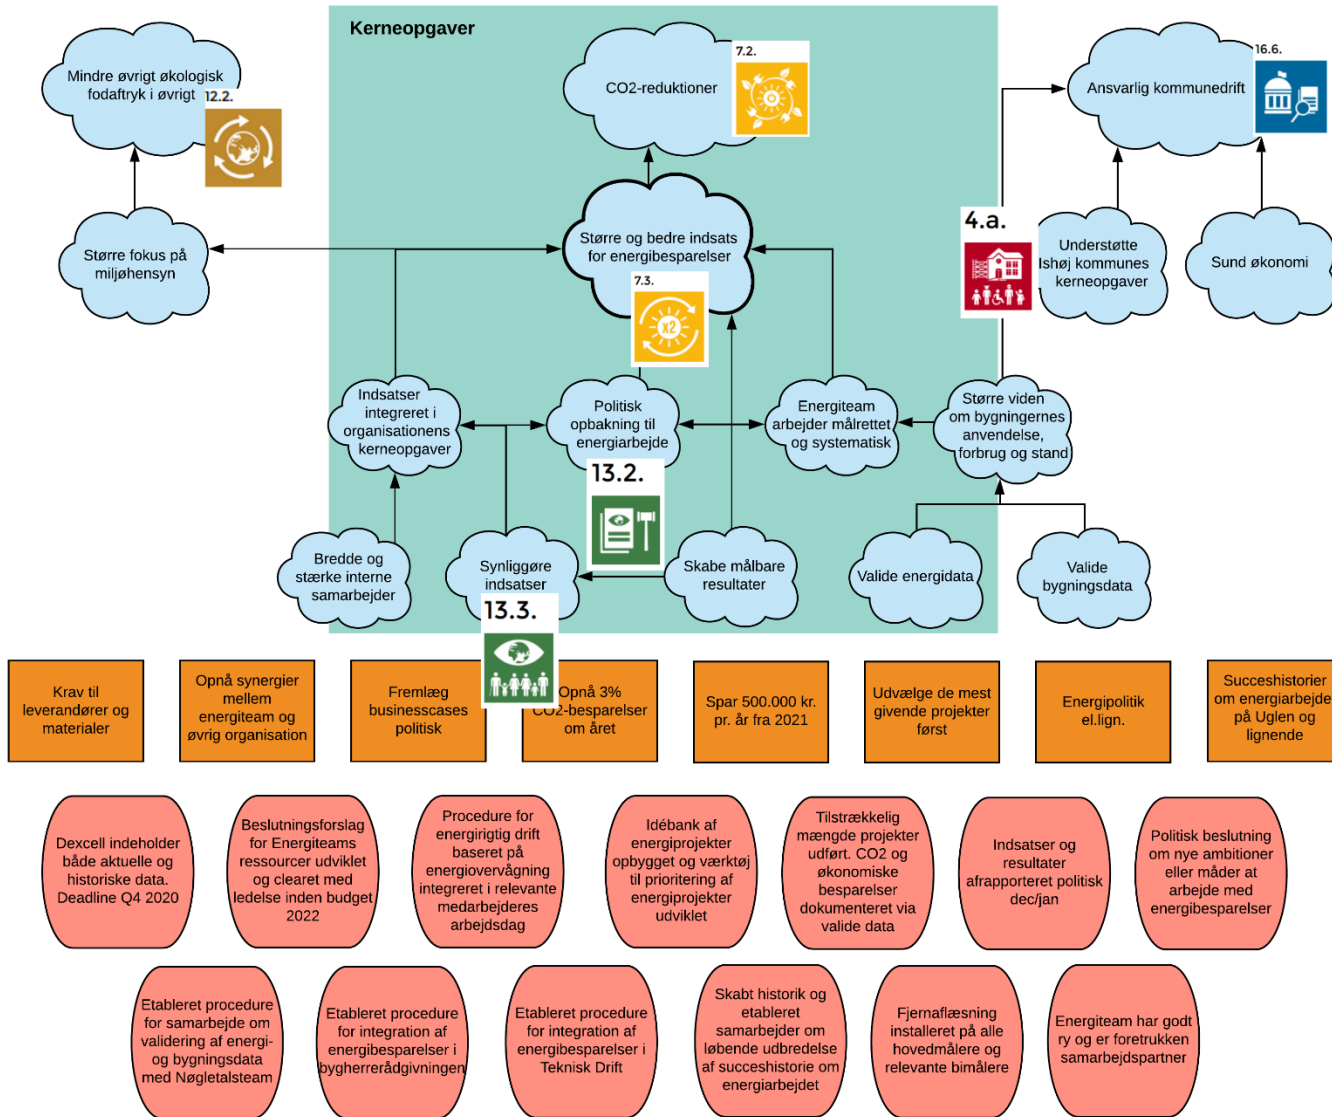 Kerneopgaver
Mindre øvrigt økologisk
fodaftryk i øvrigt
12.2.
CO2-reduktioner
7.2.
Ansvarlig kommunedrift
16.6.
Større fokus på
miljøhensyn
Større og bedre indsats
for energibesparelser
7.3.
X2
4.a.
Understøtte
Ishøj kommunes
kerneopgaver
Sund økonomi
Indsatser
integreret i
organisationens
kerneopgaver
Politisk
opbakning til
energiarbejde
Energiteam
arbejder målrettet
og systematisk
Større viden
om bygningernes
anvendelse,
forbrug og stand
13.2.
Bredde og
stærke interne
samarbejder
Synliggøre
indsatser
13.3.
Skabe målbare
resultater
Valide energidata
Valide
bygningsdata
Krav til
leverandører og
materialer
Opnå synergier
mellem
energiteam og
øvrig organisation
Fremlæg
businesscases
politisk
Opnå 3%
CO2-besparelser
om året
Spar 500.000 kr.
pr. år fra 2021
Udvælge de mest
givende projekter
først
Energipolitik
el.lign.
Succeshistorier
om energiarbejde
på Uglen og
lignende
Dexcell indeholder
både aktuelle og
historiske data.
Deadline Q4 2020
Beslutningsforslag
for Energiteams
ressourcer udviklet
og clearet med
ledelse inden budget
2022
Procedure for
energirigtig drift
baseret på
energiovervågning
integreret i relevante
medarbejderes
arbejdsdag
Idébank af
energiprojekter
opbygget og værktøj
til prioritering af
energiprojekter
udviklet
Tilstrækkelig
mængde projekter
udført. CO2 og
økonomiske
besparelser
dokumenteret via
valide data
Indsatser og
resultater
afrapporteret politisk
dec/jan
Politisk beslutning
om nye ambitioner
eller måder at
arbejde med
energibesparelser
Etableret procedure
for samarbejde om
validering af energi-
og bygningsdata
med Nøgletalsteam
Etableret procedure
for integration af
energibesparelser i
bygherrerådgivningen
Etableret procedure
for integration af
energibesparelser i
Teknisk Drift
Skabt historik og
etableret
samarbejder om
løbende udbredelse
af succeshistorie om
energiarbejdet
Fjernaflæsning
installeret på alle
hovedmålere og
relevante bimålere
Energiteam har godt
ry og er foretrukken
samarbejdspartner